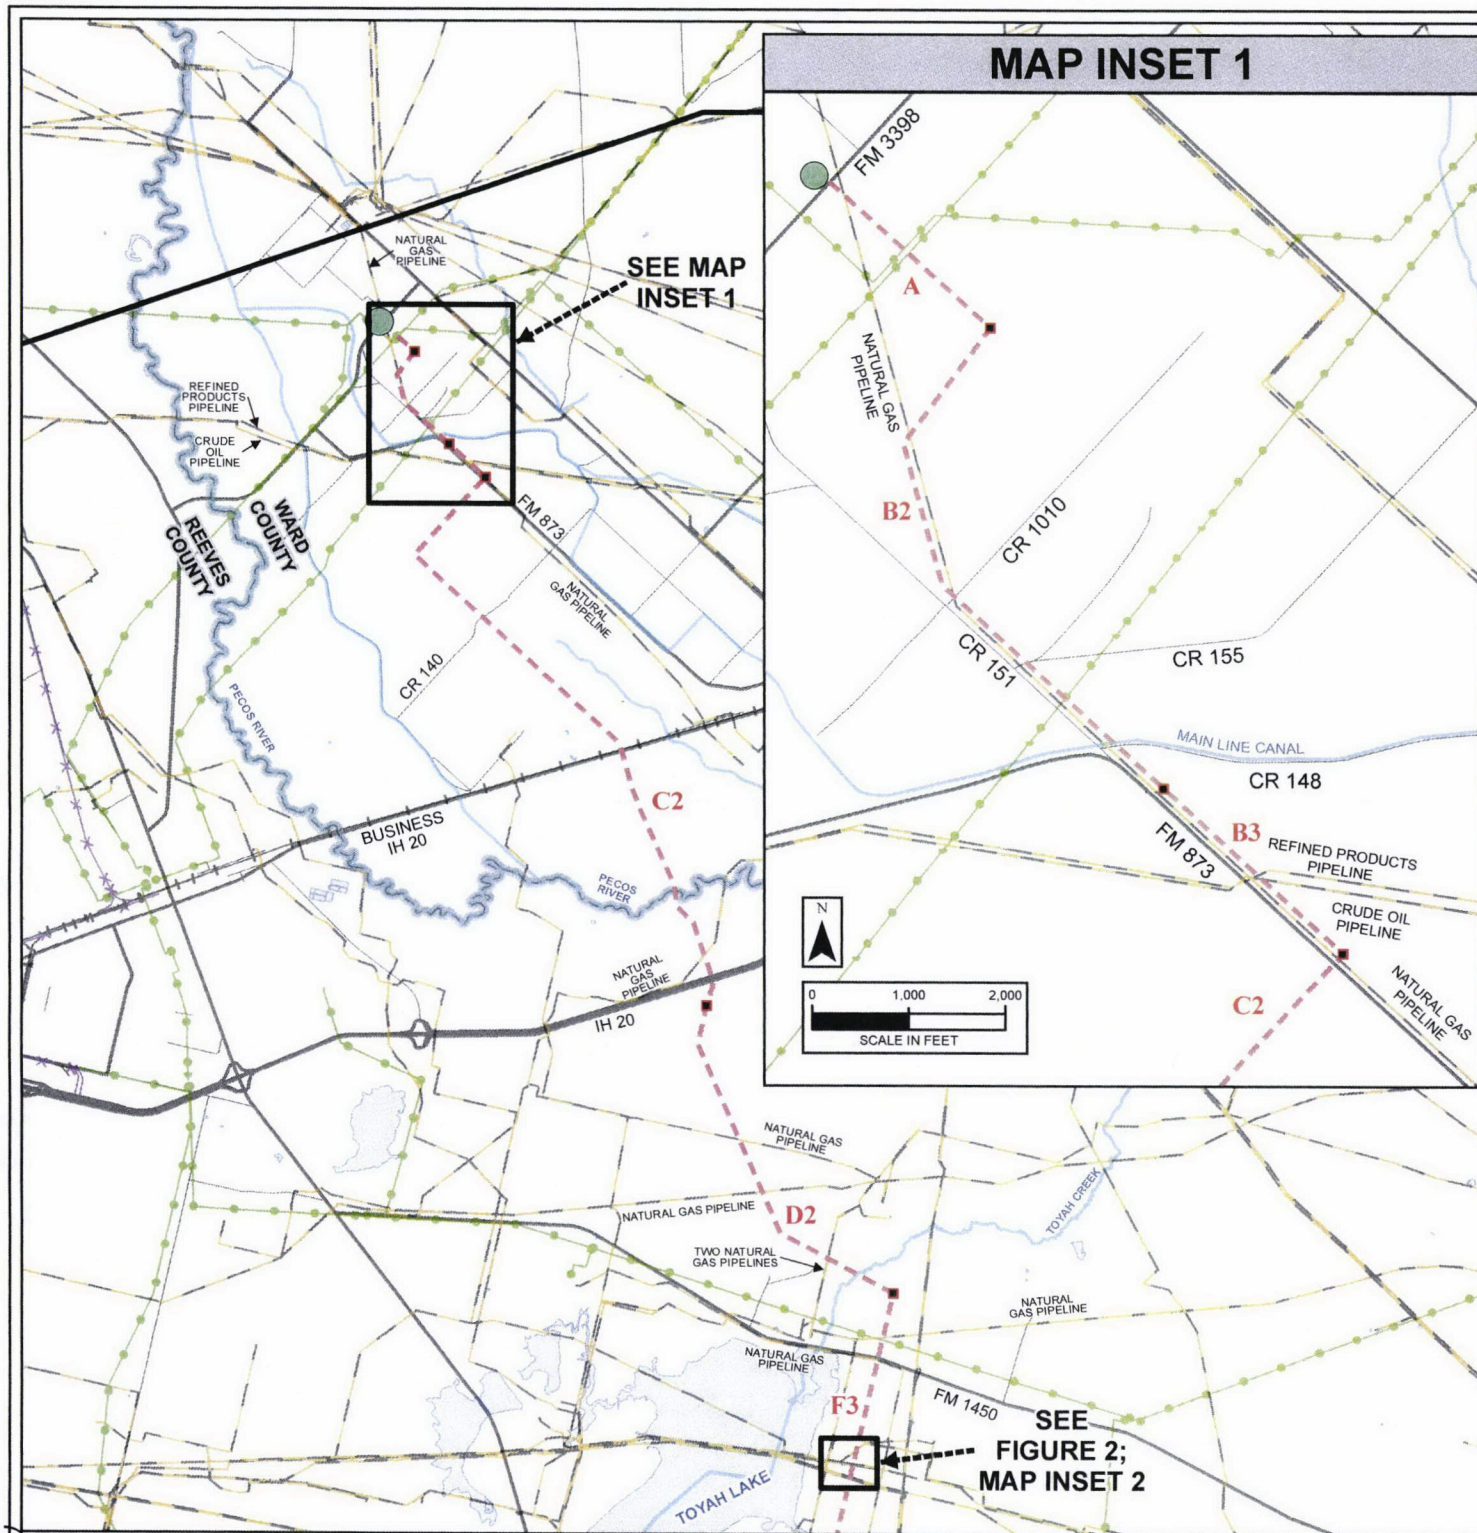 MAP INSET 1
FM 3398
A
NATURAL GAS
PIPELINE
B2
CR 1010
CR 151
CR 155
MAIN LINE CANAL
CR 148
B3
FM 873
REFINED PRODUCTS
PIPELINE
CRUDE OIL
PIPELINE
C2
NATURAL GAS
PIPELINE
N
0 1,000 2,000
SCALE IN FEET
NATURAL
GAS
PIPELINE
SEE MAP
INSET 1
REFINED
PRODUCTS
PIPELINE
CRUDE
OIL
PIPELINE
WARD
COUNTY
REEVES
COUNTY
FM 873
NATURAL
GAS PIPELINE
CR 140
PECOS RIVER
C2
BUSINESS
IH 20
PECOS
RIVER
NATURAL
GAS
PIPELINE
IH 20
NATURAL GAS
PIPELINE
TOYAH CREEK
NATURAL GAS PIPELINE
D2
TWO NATURAL
GAS PIPELINES
NATURAL
GAS PIPELINE
NATURAL GAS
PIPELINE
F3
FM 1450
SEE
FIGURE 2;
MAP INSET 2
TOYAH LAKE